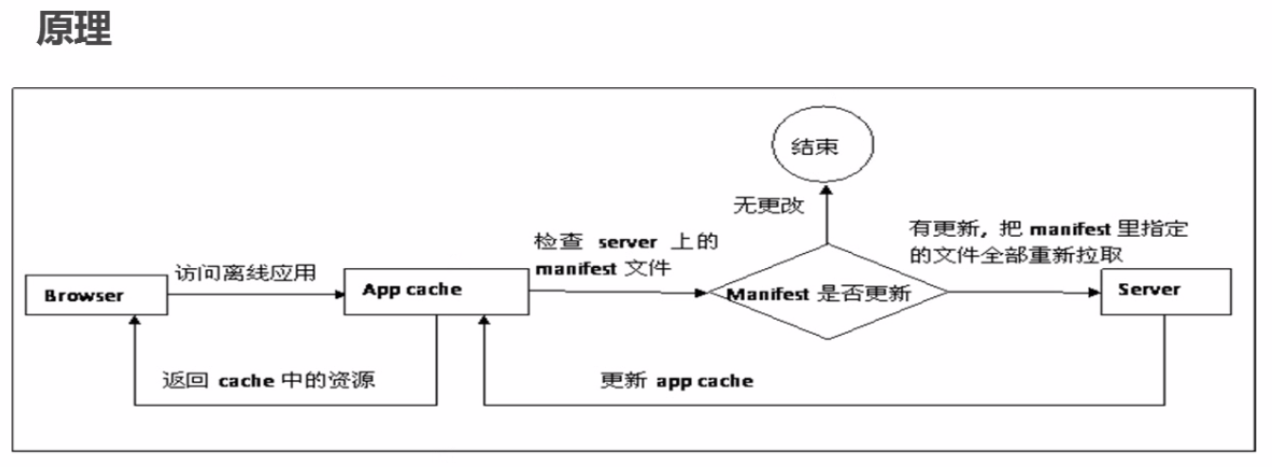 原理
结束
无更改
有更新, 把 manifest 里指定
的文件全部重新拉取
检查 server 上的
manifest 文件
访问离线应用
Browser
App cache
Manifest 是否更新
Server
返回 cache 中的资源
更新 app cache